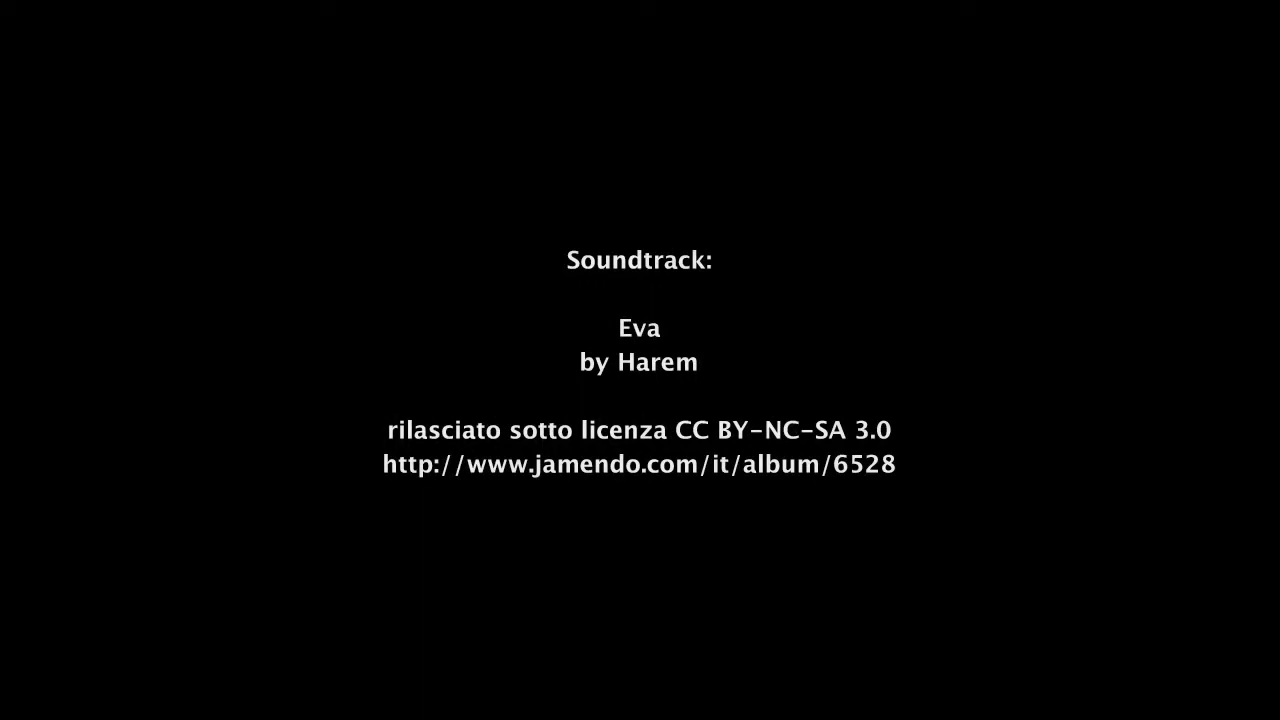 Soundtrack:
Eva
by Harem
rilasciato sotto licenza CC BY-NC-SA 3.0
http://www.jamendo.com/it/album/6528